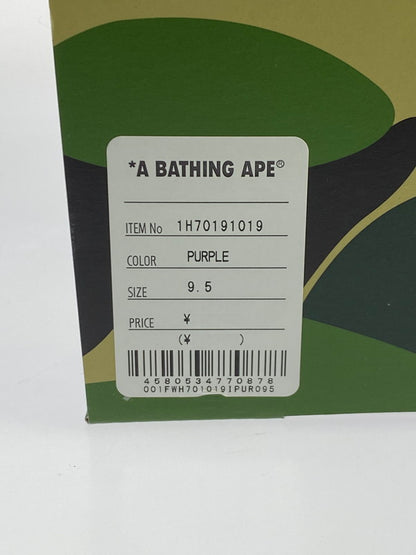 *A BATHING APE®
ITEM No 1H70191019
COLOR PURPLE
SIZE 9.5
PRICE ¥
(¥ )
4580534770878
001FWH701019IPUR095